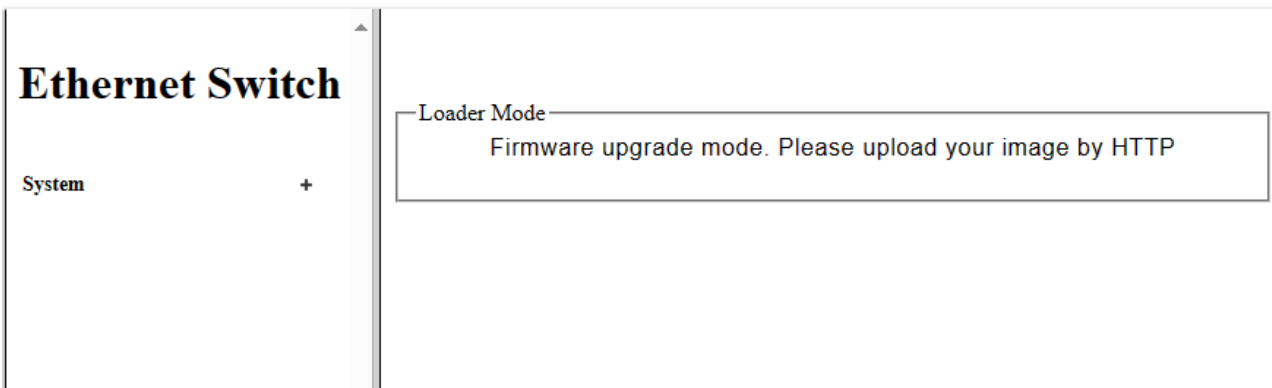 Ethernet Switch
System +
Loader Mode
Firmware upgrade mode. Please upload your image by HTTP